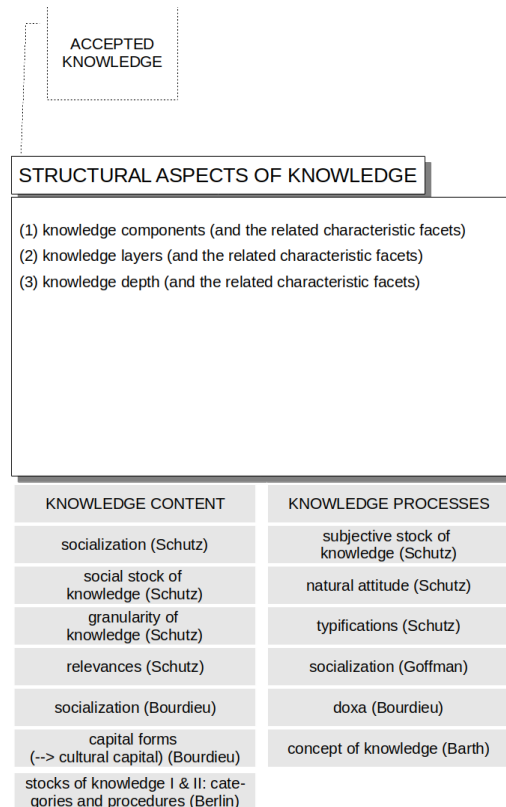 ACCEPTED
KNOWLEDGE
STRUCTURAL ASPECTS OF KNOWLEDGE
(1) knowledge components (and the related characteristic facets)
(2) knowledge layers (and the related characteristic facets)
(3) knowledge depth (and the related characteristic facets)
KNOWLEDGE CONTENT
socialization (Schutz)
social stock of
knowledge (Schutz)
granularity of
knowledge (Schutz)
relevances (Schutz)
socialization (Bourdieu)
capital forms
(--> cultural capital) (Bourdieu)
stocks of knowledge I & II: cate-
gories and procedures (Berlin)
KNOWLEDGE PROCESSES
subjective stock of
knowledge (Schutz)
natural attitude (Schutz)
typifications (Schutz)
socialization (Goffman)
doxa (Bourdieu)
concept of knowledge (Barth)